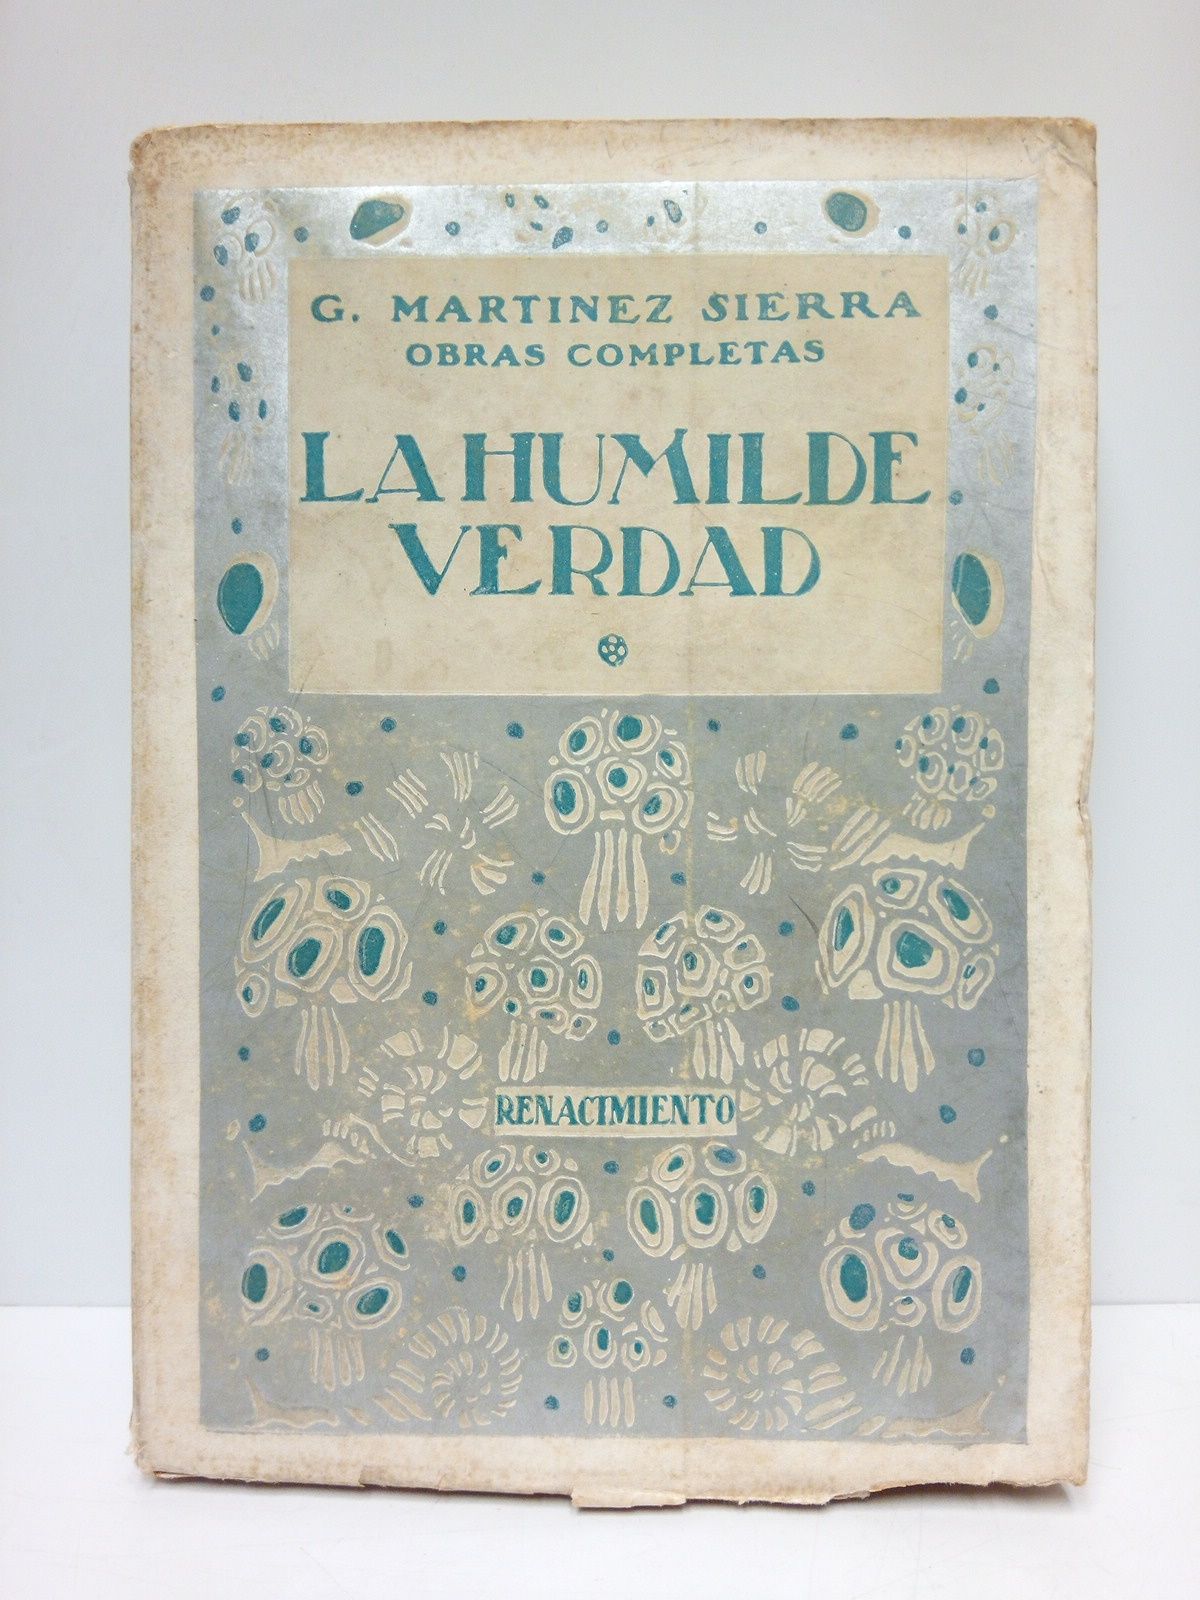 G. MARTINEZ SIERRA
OBRAS COMPLETAS
LA HUMILDE
VERDAD
RENACIMIENTO